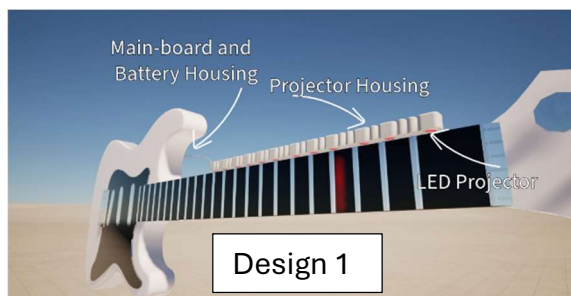 Main-board and
Battery Housing
Projector Housing
LED Projector
Design 1